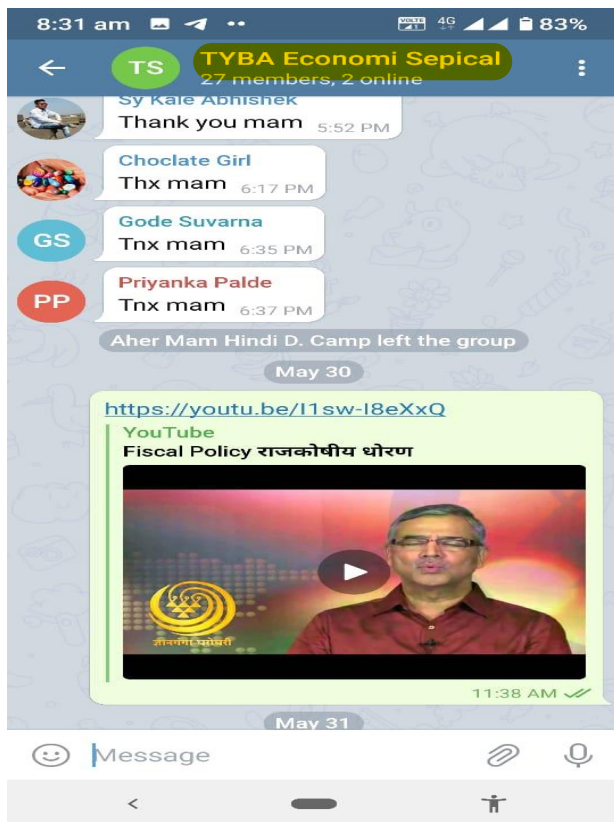 8:31 am
VOLTE 4G 83%
TS
TYBA Economi Sepical
27 members, 2 online
Sy Kale Abhishek
Thank you mam 5:52 PM
Choclate Girl
Thx mam 6:17 PM
GS
Gode Suvarna
Tnx mam 6:35 PM
PP
Priyanka Palde
Tnx mam 6:37 PM
Aher Mam Hindi D. Camp left the group
May 30
https://youtu.be/I1sw-I8eXxQ
YouTube
Fiscal Policy राजकोषीय धोरण
11:38 AM
May 31
Message